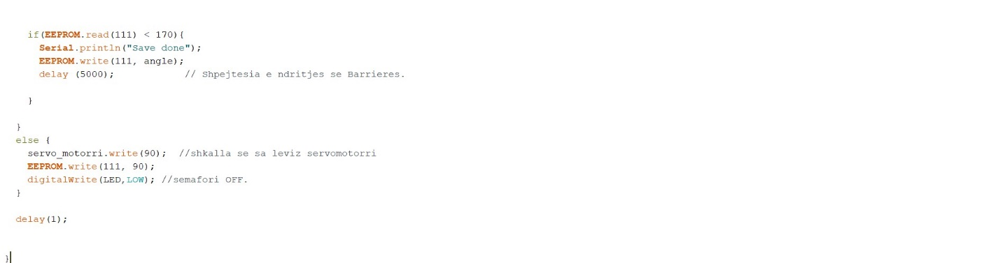 if(EEPROM.read(111) < 170){
Serial.println("Save done");
EEPROM.write(111, angle);
delay (5000); // Shpejtesia e ndritjes se Barrieres.
}
}
else {
servo_motorri.write(90); //shkalla se sa leviz servomotorri
EEPROM.write(111, 90);
digitalWrite(LED,LOW); //semafori OFF.
}
delay(1);
}